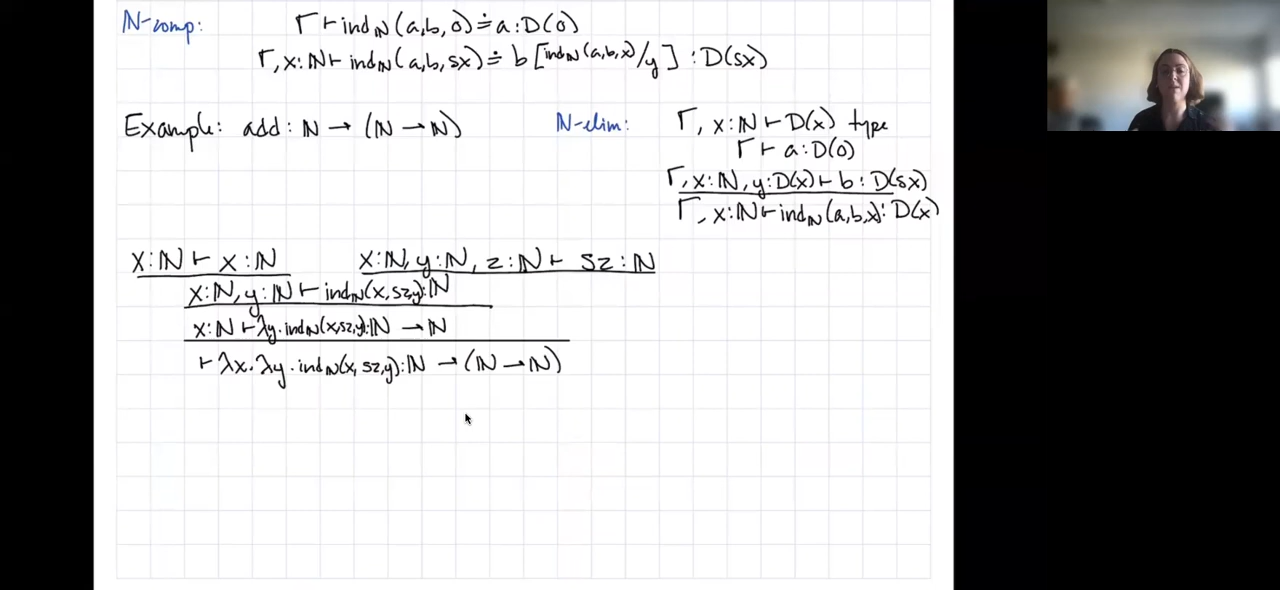 ℕ-comp: Γ ⊢ ind_ℕ(a,b,0) ≐ a : D(0)
Γ, x:ℕ ⊢ ind_ℕ(a,b,sx) ≐ b[ind_ℕ(a,b,x)/y] : D(sx)
Example: add : ℕ → (ℕ → ℕ)
ℕ-elim: Γ, x:ℕ ⊢ D(x) type
Γ ⊢ a : D(0)
Γ, x:ℕ, y:D(x) ⊢ b : D(sx)
Γ, x:ℕ ⊢ ind_ℕ(a,b,x) : D(x)
x:ℕ ⊢ x:ℕ x:ℕ, y:ℕ, z:ℕ ⊢ sz:ℕ
x:ℕ, y:ℕ ⊢ ind_ℕ(x,sz,y):ℕ
x:ℕ ⊢ λy.ind_ℕ(x,sz,y):ℕ → ℕ
⊢ λx.λy.ind_ℕ(x,sz,y):ℕ → (ℕ → ℕ)